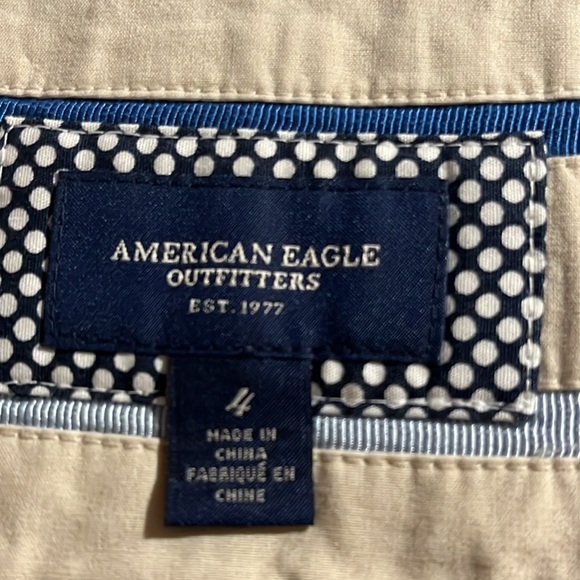 AMERICAN EAGLE
OUTFITTERS
EST. 1977
4
MADE IN
CHINA
FABRIQUÉ EN
CHINE